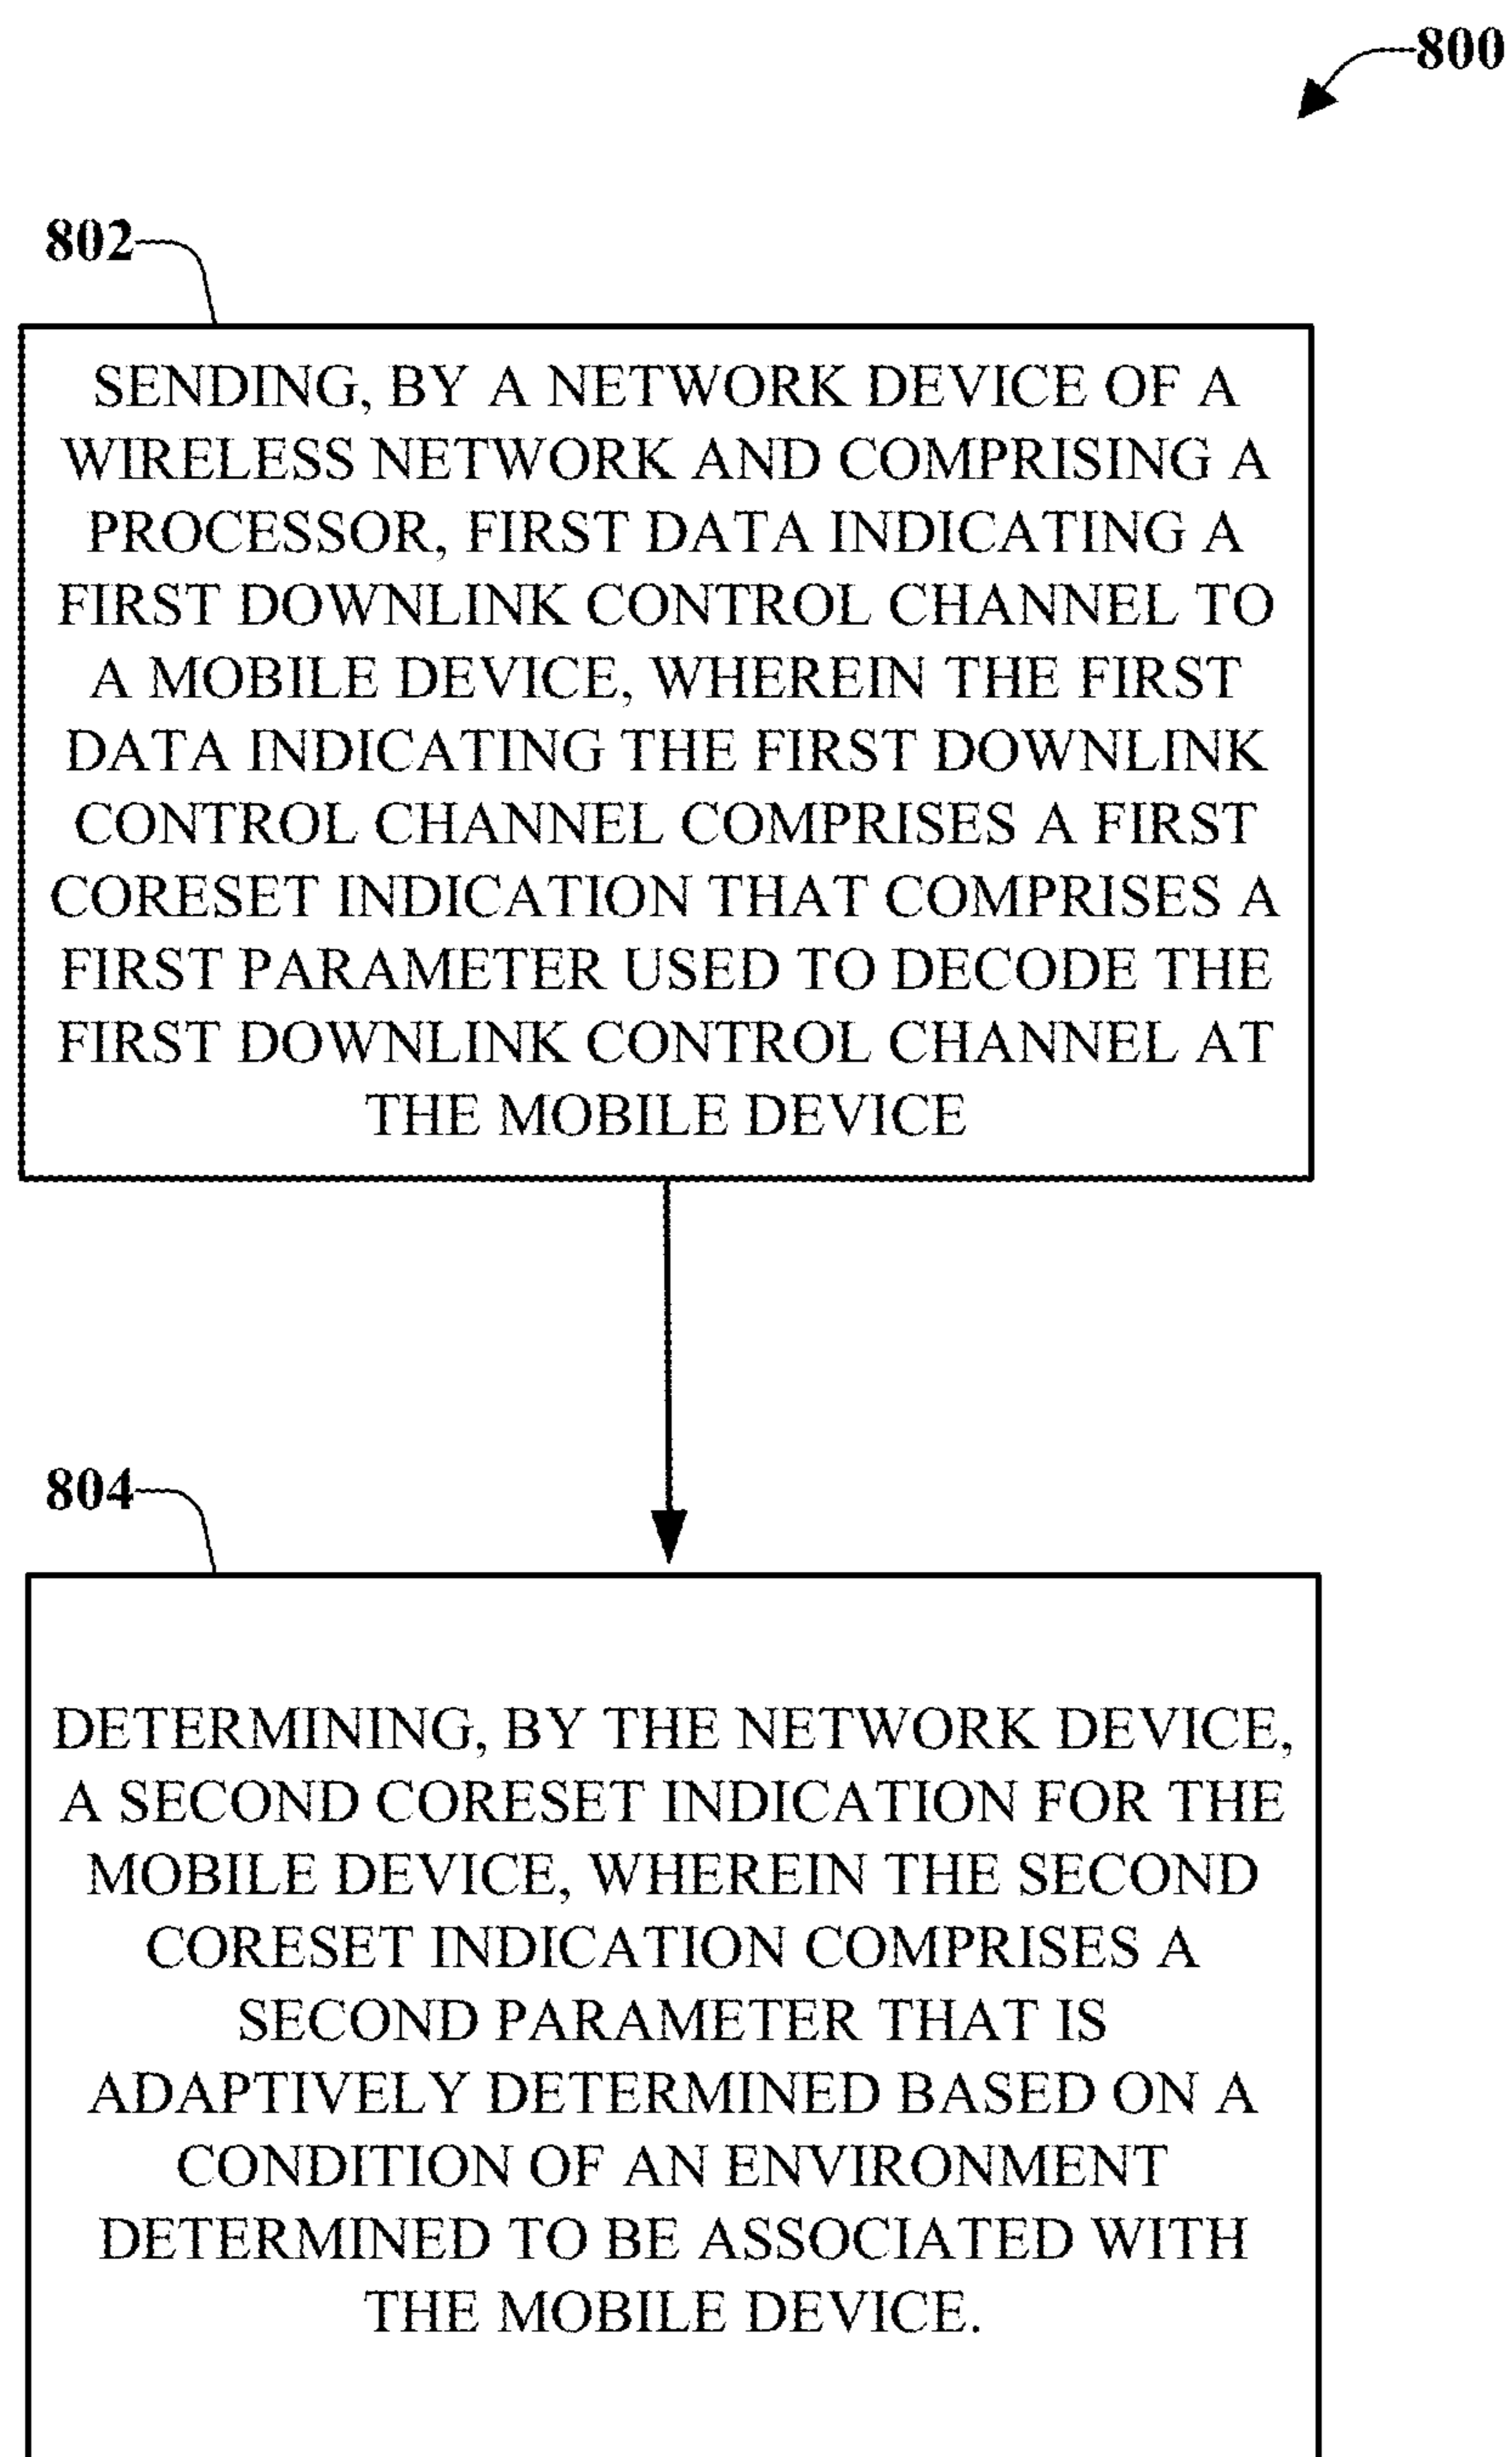 800
802
SENDING, BY A NETWORK DEVICE OF A
WIRELESS NETWORK AND COMPRISING A
PROCESSOR, FIRST DATA INDICATING A
FIRST DOWNLINK CONTROL CHANNEL TO
A MOBILE DEVICE, WHEREIN THE FIRST
DATA INDICATING THE FIRST DOWNLINK
CONTROL CHANNEL COMPRISES A FIRST
CORESET INDICATION THAT COMPRISES A
FIRST PARAMETER USED TO DECODE THE
FIRST DOWNLINK CONTROL CHANNEL AT
THE MOBILE DEVICE
804
DETERMINING, BY THE NETWORK DEVICE,
A SECOND CORESET INDICATION FOR THE
MOBILE DEVICE, WHEREIN THE SECOND
CORESET INDICATION COMPRISES A
SECOND PARAMETER THAT IS
ADAPTIVELY DETERMINED BASED ON A
CONDITION OF AN ENVIRONMENT
DETERMINED TO BE ASSOCIATED WITH
THE MOBILE DEVICE.